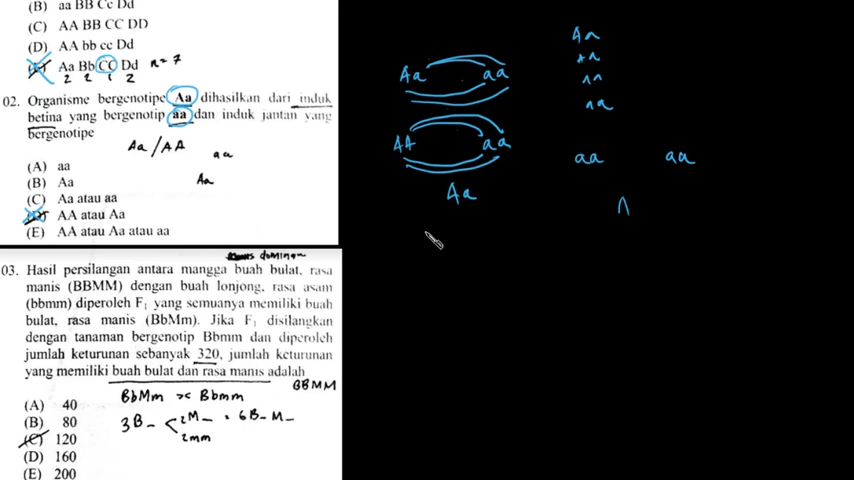 (B) aa BB Cc Dd
(C) AA BB CC DD
(D) AA bb cc Dd
Aa Bb CC Dd n = 7
2 2 1 2
02. Organisme bergenotipe Aa dihasilkan dari induk
betina yang bergenotip aa dan induk jantan yang
bergenotipe
Aa / AA
aa
(A) aa
(B) Aa
Aa
(C) Aa atau aa
AA atau Aa
(E) AA atau Aa atau aa
manis dominan
03. Hasil persilangan antara mangga buah bulat, rasa
manis (BBMM) dengan buah lonjong, rasa asam
(bbmm) diperoleh F1 yang semuanya memiliki buah
bulat, rasa manis (BbMm). Jika F1 disilangkan
dengan tanaman bergenotip Bbmm dan diperoleh
jumlah keturunan sebanyak 320, jumlah keturunan
yang memiliki buah bulat dan rasa manis adalah
BBMM
BbMm >< Bbmm
(A) 40
(B) 80
3B- < 2M- = 6B-M-
2mm
(C) 120
(D) 160
(E) 200
Aa
Aa aa
Aa
aa
aa
AA aa
aa aa
Aa